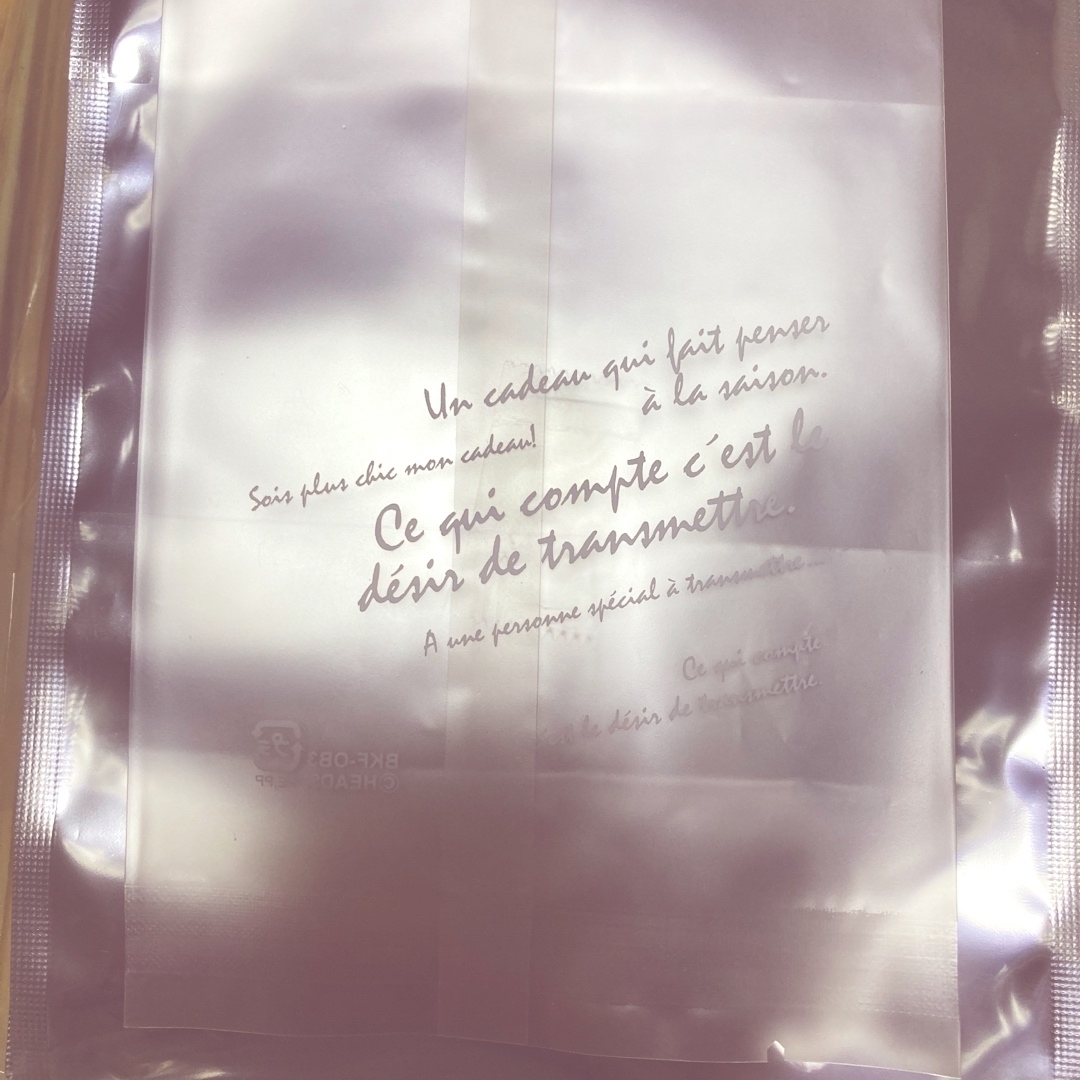 Un cadeau qui fait penser
à la saison.
Sois plus chic mon cadeau!
Ce qui compte c´est le
désir de transmettre.
A une personne spécial à transmettre...
Ce qui compte
le désir de transmettre.
BKF-OB3
PP